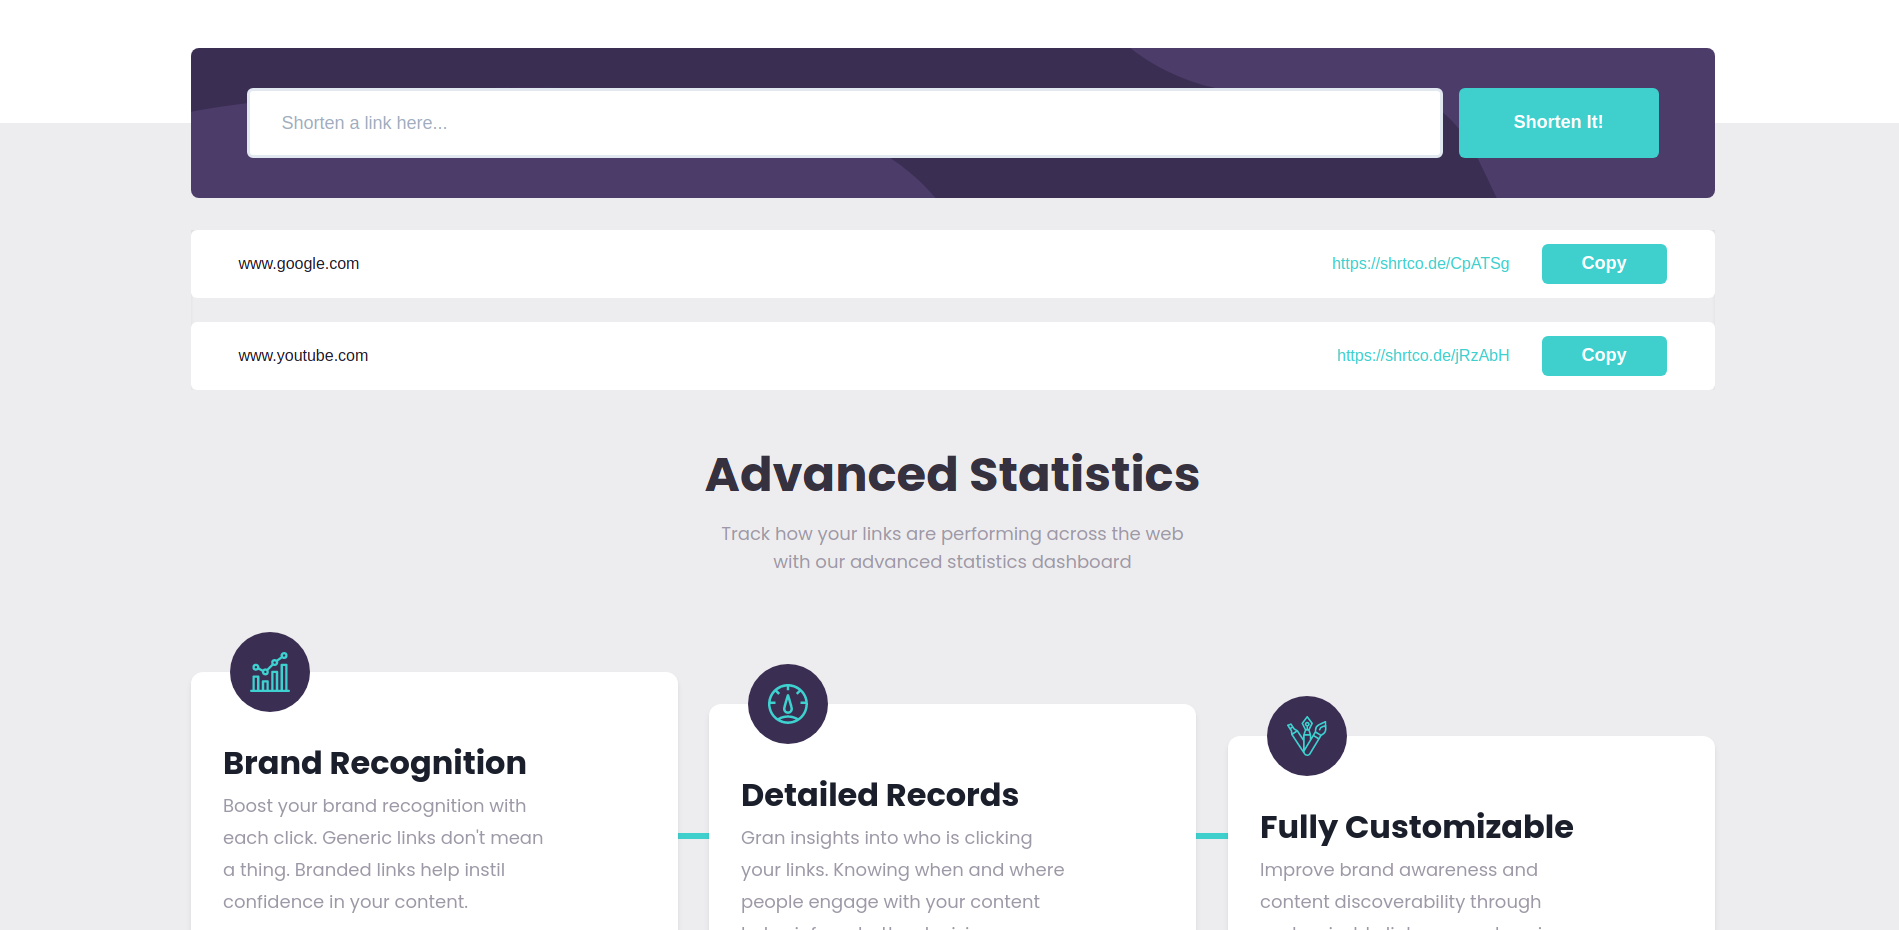 Shorten a link here...
Shorten It!
www.google.com
https://shrtco.de/CpATSg
Copy
www.youtube.com
https://shrtco.de/jRzAbH
Copy
Advanced Statistics
Track how your links are performing across the web
with our advanced statistics dashboard
Brand Recognition
Boost your brand recognition with
each click. Generic links don't mean
a thing. Branded links help instil
confidence in your content.
Detailed Records
Gran insights into who is clicking
your links. Knowing when and where
people engage with your content
Fully Customizable
Improve brand awareness and
content discoverability through